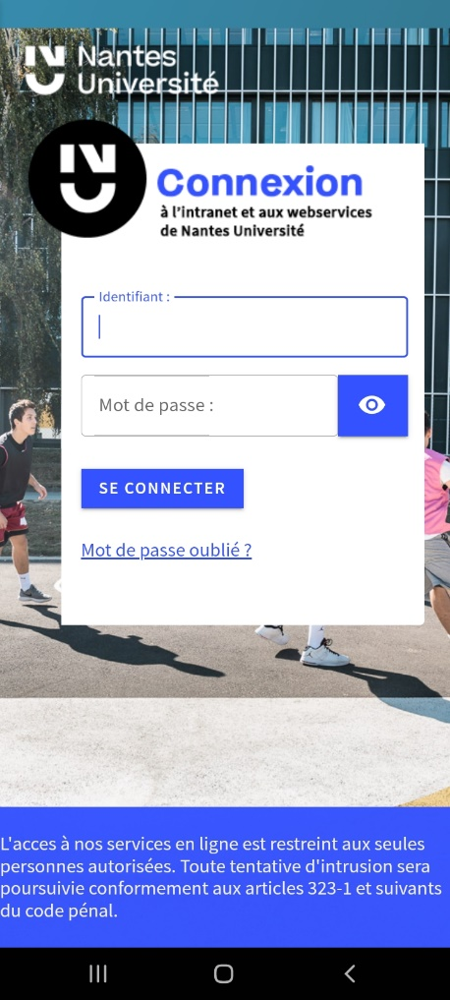 Nantes
Université
Connexion
à l'intranet et aux webservices
de Nantes Université
Identifiant :
Mot de passe :
SE CONNECTER
Mot de passe oublié ?
L'acces à nos services en ligne est restreint aux seules
personnes autorisées. Toute tentative d'intrusion sera
poursuivie conformement aux articles 323-1 et suivants
du code pénal.